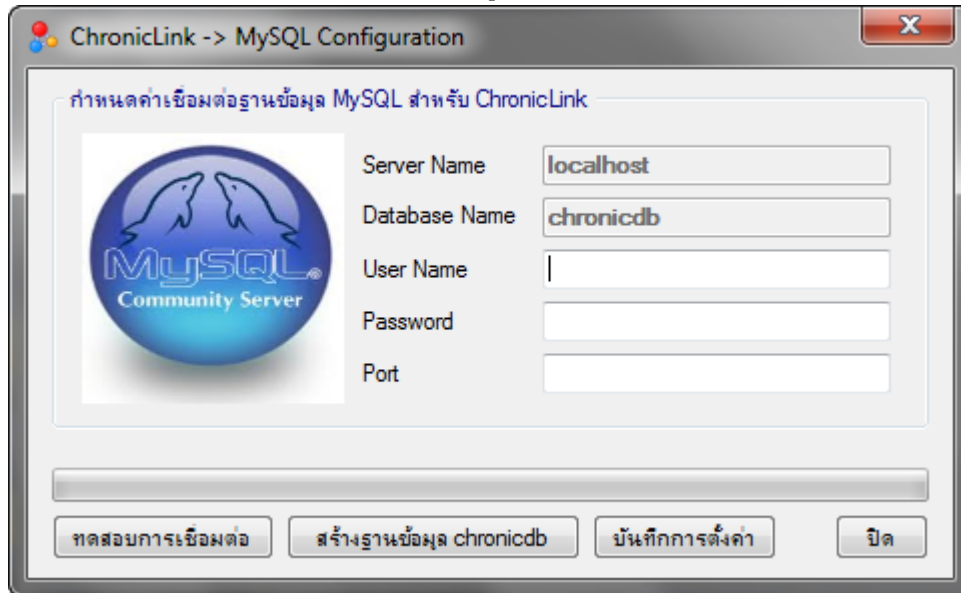 ChronicLink -> MySQL Configuration
กำหนดค่าเชื่อมต่อฐานข้อมูล MySQL สำหรับ ChronicLink
Server Name localhost
Database Name chronicdb
User Name
Password
Port
MySQL®
Community Server
ทดสอบการเชื่อมต่อ สร้างฐานข้อมูล chronicdb บันทึกการตั้งค่า ปิด